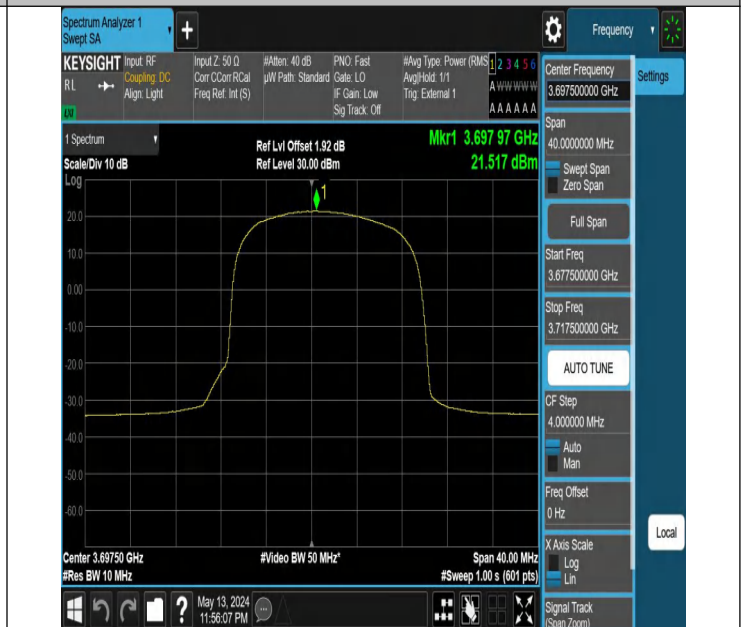 Spectrum Analyzer 1
Swept SA
+
Frequency
KEYSIGHT
RL
LXI
Input: RF
Coupling: DC
Align: Light
Input Z: 50 Ω
Corr CCorr RCal
Freq Ref: Int (S)
#Atten: 40 dB
µW Path: Standard
PNO: Fast
Gate: LO
IF Gain: Low
Sig Track: Off
#Avg Type: Power (RMS
Avg|Hold: 1/1
Trig: External 1
1 2 3 4 5 6
A W W W W W
A A A A A A
1 Spectrum
Scale/Div 10 dB
Log
Ref Lvl Offset 1.92 dB
Ref Level 30.00 dBm
Mkr1 3.697 97 GHz
21.517 dBm
1
20.0
10.0
0.00
-10.0
-20.0
-30.0
-40.0
-50.0
-60.0
Center 3.69750 GHz
#Res BW 10 MHz
#Video BW 50 MHz*
Span 40.00 MHz
#Sweep 1.00 s (601 pts)
Center Frequency
3.697500000 GHz
Settings
Span
40.0000000 MHz
Swept Span
Zero Span
Full Span
Start Freq
3.677500000 GHz
Stop Freq
3.717500000 GHz
AUTO TUNE
CF Step
4.000000 MHz
Auto
Man
Freq Offset
0 Hz
X Axis Scale
Log
Lin
Local
Signal Track
(Span Zoom)
?
May 13, 2024
11:56:07 PM